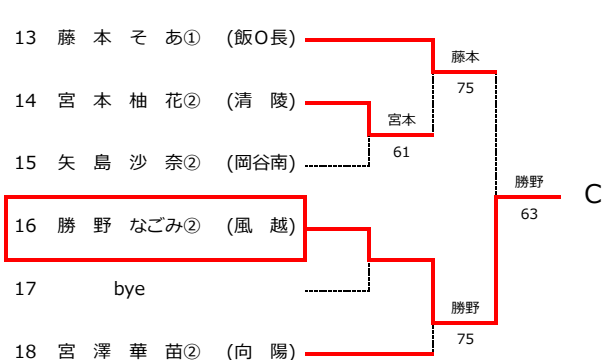 13 藤 本 そ あ① (飯O長)
藤本
75
14 宮 本 柚 花② (清 陵)
宮本
61
15 矢 島 沙 奈② (岡谷南)
勝野
63
C
16 勝 野 なごみ② (風 越)
17 bye
勝野
75
18 宮 澤 華 苗② (向 陽)